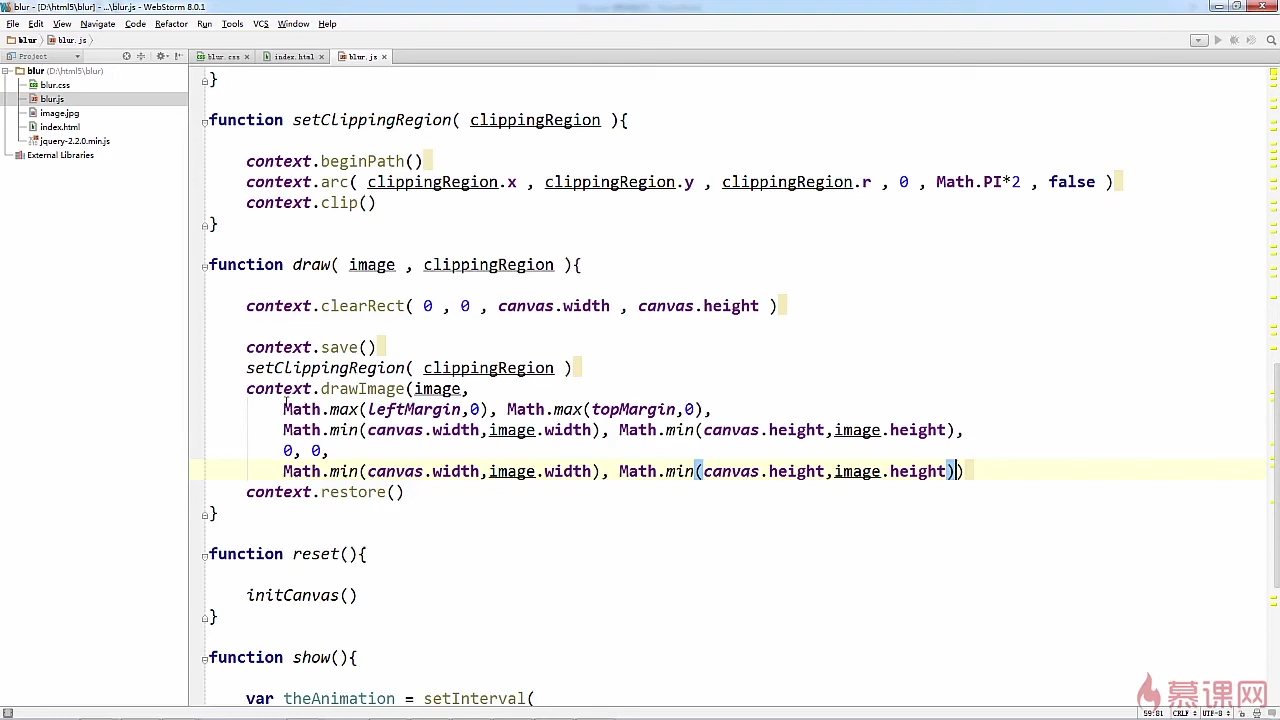 blur - [D:\html5\blur] - ...\blur.js - WebStorm 8.0.1
File Edit View Navigate Code Refactor Run Tools VCS Window Help
blur blur.js
Project
blur.css index.html blur.js
blur (D:\html5\blur)
blur.css
blur.js
image.jpg
index.html
jquery-2.2.0.min.js
External Libraries
}
function setClippingRegion( clippingRegion ){
context.beginPath()
context.arc( clippingRegion.x , clippingRegion.y , clippingRegion.r , 0 , Math.PI*2 , false )
context.clip()
}
function draw( image , clippingRegion ){
context.clearRect( 0 , 0 , canvas.width , canvas.height )
context.save()
setClippingRegion( clippingRegion )
context.drawImage(image,
Math.max(leftMargin,0), Math.max(topMargin,0),
Math.min(canvas.width,image.width), Math.min(canvas.height,image.height),
0, 0,
Math.min(canvas.width,image.width), Math.min(canvas.height,image.height))
context.restore()
}
function reset(){
initCanvas()
}
function show(){
var theAnimation = setInterval(
慕课网
59:81 CRLF UTF-8